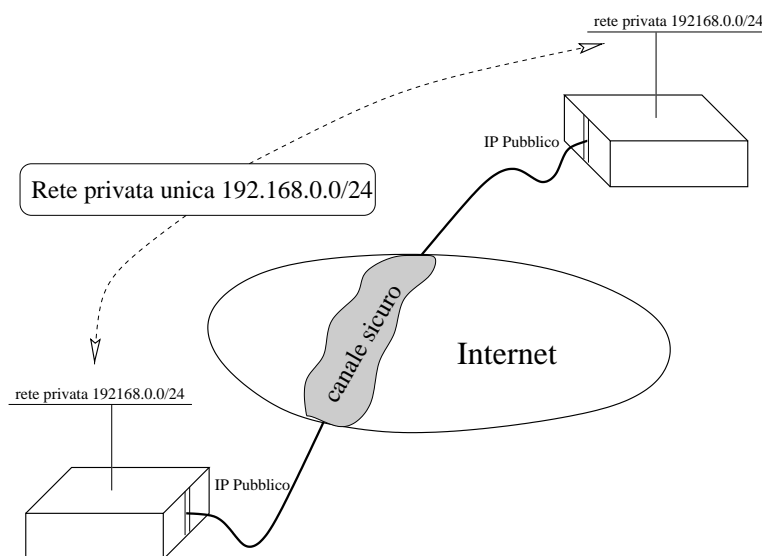 rete privata 192168.0.0/24
IP Pubblico
Rete privata unica 192.168.0.0/24
canale sicuro
Internet
rete privata 192168.0.0/24
IP Pubblico